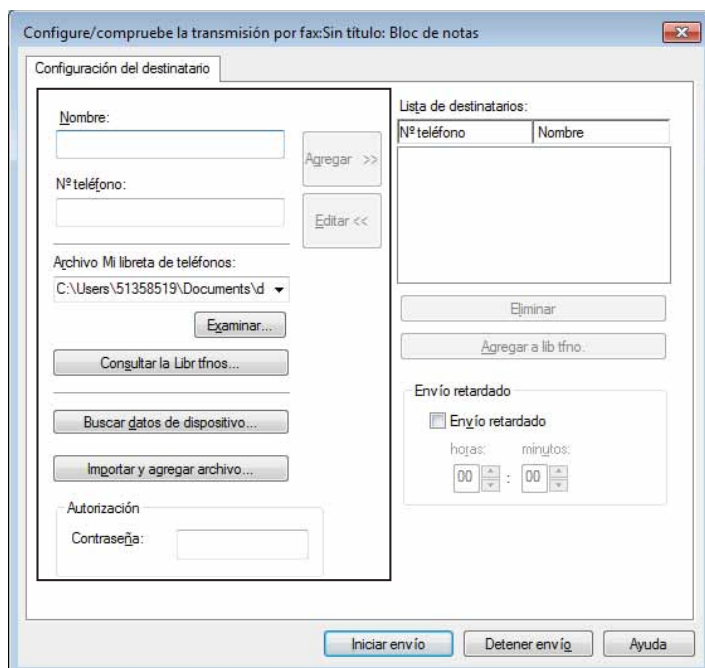 Configure/compruebe la transmisión por fax:Sin título: Bloc de notas
Configuración del destinatario
Nombre:
Agregar >>
Nº teléfono:
Editar <<
Archivo Mi libreta de teléfonos:
C:\Users\51358519\Documents\d
Examinar...
Consultar la Libr tfnos...
Buscar datos de dispositivo...
Importar y agregar archivo...
Autorización
Contraseña:
Lista de destinatarios:
Nº teléfono Nombre
Eliminar
Agregar a lib tfno.
Envío retardado
Envío retardado
horas: minutos:
00 : 00
Iniciar envío Detener envío Ayuda